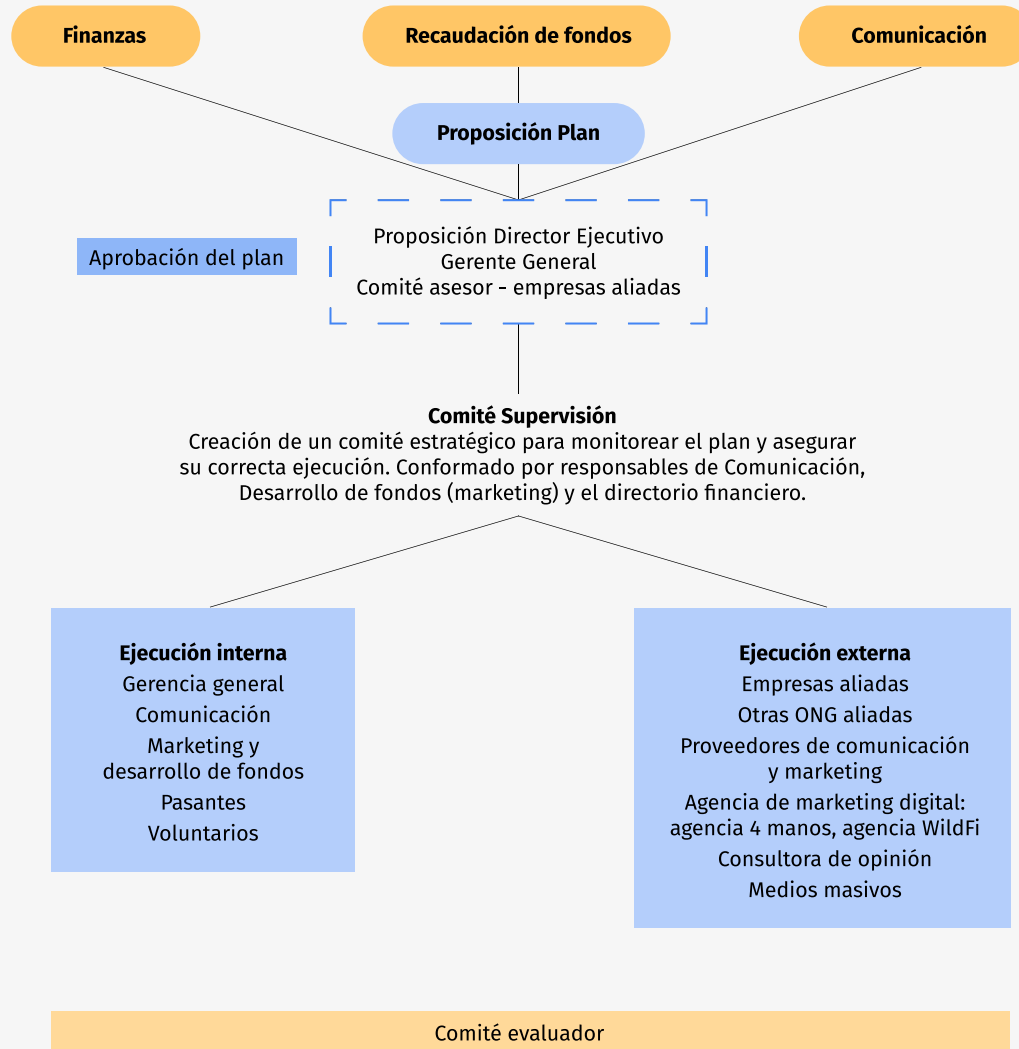 Finanzas
Recaudación de fondos
Comunicación
Proposición Plan
Aprobación del plan
Proposición Director Ejecutivo
Gerente General
Comité asesor - empresas aliadas
Comité Supervisión
Creación de un comité estratégico para monitorear el plan y asegurar
su correcta ejecución. Conformado por responsables de Comunicación,
Desarrollo de fondos (marketing) y el directorio financiero.
Ejecución interna
Gerencia general
Comunicación
Marketing y
desarrollo de fondos
Pasantes
Voluntarios
Ejecución externa
Empresas aliadas
Otras ONG aliadas
Proveedores de comunicación
y marketing
Agencia de marketing digital:
agencia 4 manos, agencia WildFi
Consultora de opinión
Medios masivos
Comité evaluador